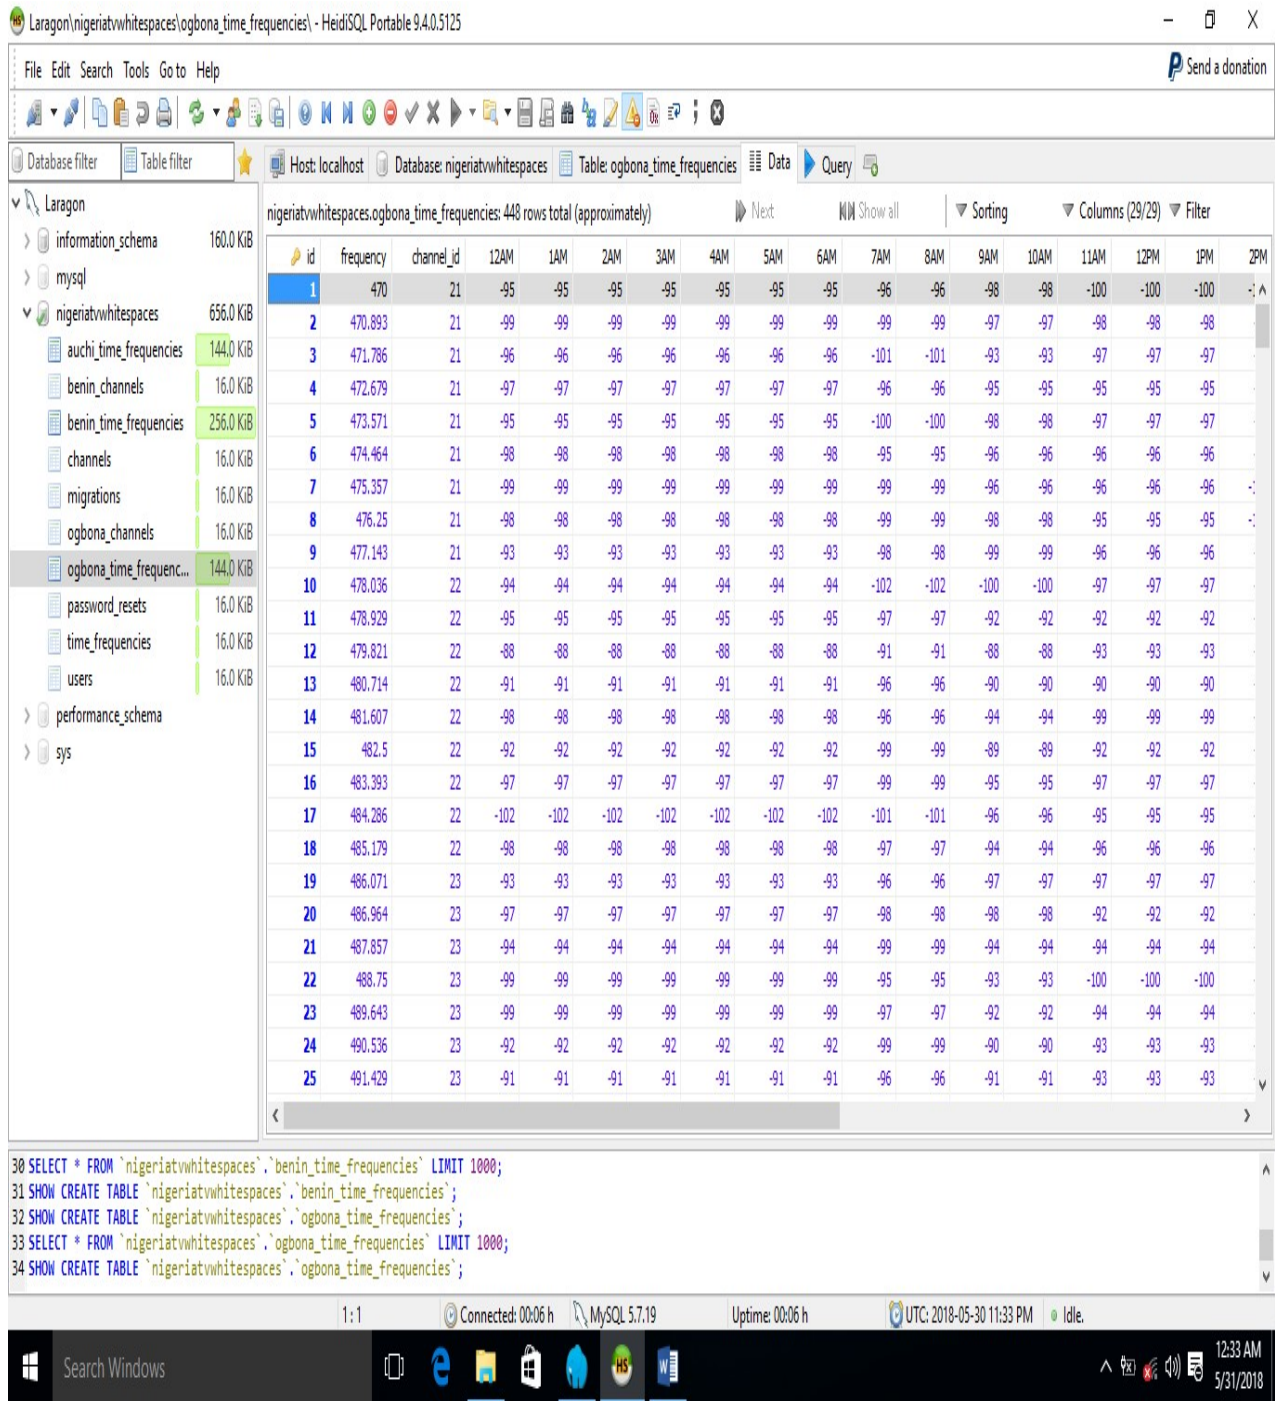 Laragon\nigeriatvwhitespaces\ogbona_time_frequencies\ - HeidiSQL Portable 9.4.0.5125
File Edit Search Tools Go to Help
Send a donation
Database filter Table filter
Host: localhost Database: nigeriatvwhitespaces Table: ogbona_time_frequencies Data Query
Laragon
information_schema 160.0 KiB
mysql
nigeriatvwhitespaces 656.0 KiB
auchi_time_frequencies 144.0 KiB
benin_channels 16.0 KiB
benin_time_frequencies 256.0 KiB
channels 16.0 KiB
migrations 16.0 KiB
ogbona_channels 16.0 KiB
ogbona_time_frequenc... 144.0 KiB
password_resets 16.0 KiB
time_frequencies 16.0 KiB
users 16.0 KiB
performance_schema
sys
nigeriatvwhitespaces.ogbona_time_frequencies: 448 rows total (approximately) Next Show all Sorting Columns (29/29) Filter
id frequency channel_id 12AM 1AM 2AM 3AM 4AM 5AM 6AM 7AM 8AM 9AM 10AM 11AM 12PM 1PM 2PM
1 470 21 -95 -95 -95 -95 -95 -95 -95 -96 -96 -98 -98 -100 -100 -100
2 470.893 21 -99 -99 -99 -99 -99 -99 -99 -99 -99 -97 -97 -98 -98 -98
3 471.786 21 -96 -96 -96 -96 -96 -96 -96 -101 -101 -93 -93 -97 -97 -97
4 472.679 21 -97 -97 -97 -97 -97 -97 -97 -96 -96 -95 -95 -95 -95 -95
5 473.571 21 -95 -95 -95 -95 -95 -95 -95 -100 -100 -98 -98 -97 -97 -97
6 474.464 21 -98 -98 -98 -98 -98 -98 -98 -95 -95 -96 -96 -96 -96 -96
7 475.357 21 -99 -99 -99 -99 -99 -99 -99 -99 -99 -96 -96 -96 -96 -96
8 476.25 21 -98 -98 -98 -98 -98 -98 -98 -99 -99 -98 -98 -95 -95 -95
9 477.143 21 -93 -93 -93 -93 -93 -93 -93 -98 -98 -99 -99 -96 -96 -96
10 478.036 22 -94 -94 -94 -94 -94 -94 -94 -102 -102 -100 -100 -97 -97 -97
11 478.929 22 -95 -95 -95 -95 -95 -95 -95 -97 -97 -92 -92 -92 -92 -92
12 479.821 22 -88 -88 -88 -88 -88 -88 -88 -91 -91 -88 -88 -93 -93 -93
13 480.714 22 -91 -91 -91 -91 -91 -91 -91 -96 -96 -90 -90 -90 -90 -90
14 481.607 22 -98 -98 -98 -98 -98 -98 -98 -96 -96 -94 -94 -99 -99 -99
15 482.5 22 -92 -92 -92 -92 -92 -92 -92 -99 -99 -89 -89 -92 -92 -92
16 483.393 22 -97 -97 -97 -97 -97 -97 -97 -99 -99 -95 -95 -97 -97 -97
17 484.286 22 -102 -102 -102 -102 -102 -102 -102 -101 -101 -96 -96 -95 -95 -95
18 485.179 22 -98 -98 -98 -98 -98 -98 -98 -97 -97 -94 -94 -96 -96 -96
19 486.071 23 -93 -93 -93 -93 -93 -93 -93 -96 -96 -97 -97 -97 -97 -97
20 486.964 23 -97 -97 -97 -97 -97 -97 -97 -98 -98 -98 -98 -92 -92 -92
21 487.857 23 -94 -94 -94 -94 -94 -94 -94 -99 -99 -94 -94 -94 -94 -94
22 488.75 23 -99 -99 -99 -99 -99 -99 -99 -95 -95 -93 -93 -100 -100 -100
23 489.643 23 -99 -99 -99 -99 -99 -99 -99 -97 -97 -92 -92 -94 -94 -94
24 490.536 23 -92 -92 -92 -92 -92 -92 -92 -99 -99 -90 -90 -93 -93 -93
25 491.429 23 -91 -91 -91 -91 -91 -91 -91 -96 -96 -91 -91 -93 -93 -93
30 SELECT * FROM `nigeriatvwhitespaces`.`benin_time_frequencies` LIMIT 1000;
31 SHOW CREATE TABLE `nigeriatvwhitespaces`.`benin_time_frequencies`;
32 SHOW CREATE TABLE `nigeriatvwhitespaces`.`ogbona_time_frequencies`;
33 SELECT * FROM `nigeriatvwhitespaces`.`ogbona_time_frequencies` LIMIT 1000;
34 SHOW CREATE TABLE `nigeriatvwhitespaces`.`ogbona_time_frequencies`;
1 : 1 Connected: 00:06 h MySQL 5.7.19 Uptime: 00:06 h UTC: 2018-05-30 11:33 PM Idle.
Search Windows
12:33 AM
5/31/2018